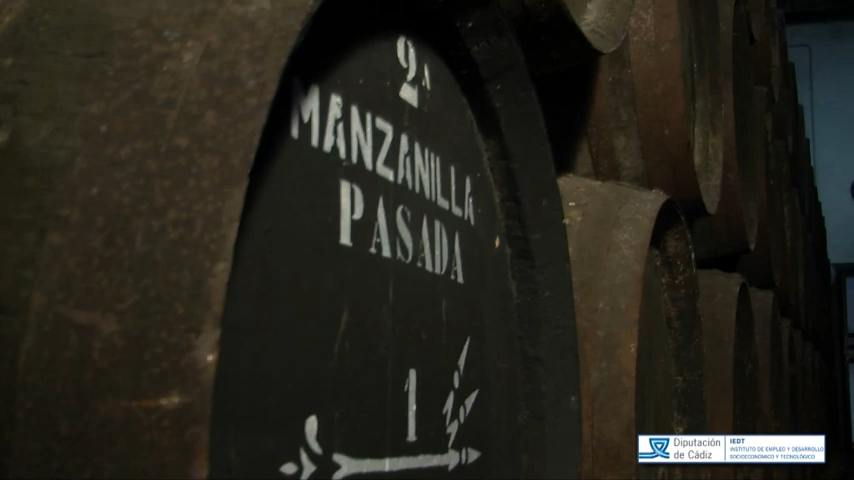 2ᴬ
MANZANILLA
PASADA
1
Diputación
de Cádiz
IEDT
INSTITUTO DE EMPLEO Y DESARROLLO
SOCIOECONÓMICO Y TECNOLÓGICO